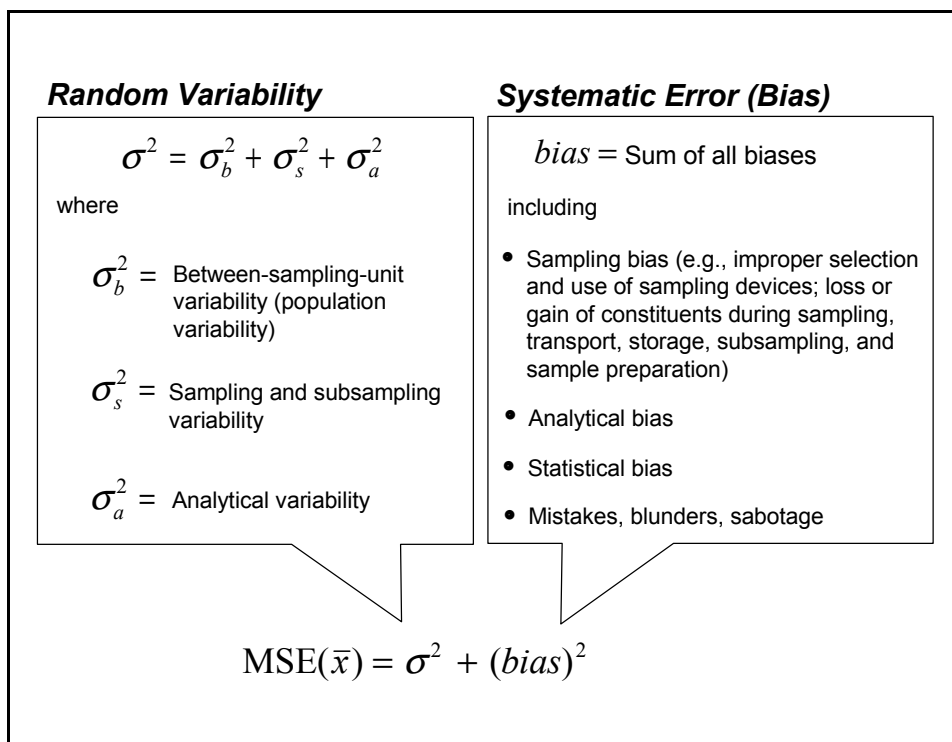 Random Variability
σ² = σ_b² + σ_s² + σ_a²
where
σ_b² = Between-sampling-unit
variability (population
variability)
σ_s² = Sampling and subsampling
variability
σ_a² = Analytical variability
Systematic Error (Bias)
bias = Sum of all biases
including
• Sampling bias (e.g., improper selection
and use of sampling devices; loss or
gain of constituents during sampling,
transport, storage, subsampling, and
sample preparation)
• Analytical bias
• Statistical bias
• Mistakes, blunders, sabotage
MSE(x̄) = σ² + (bias)²